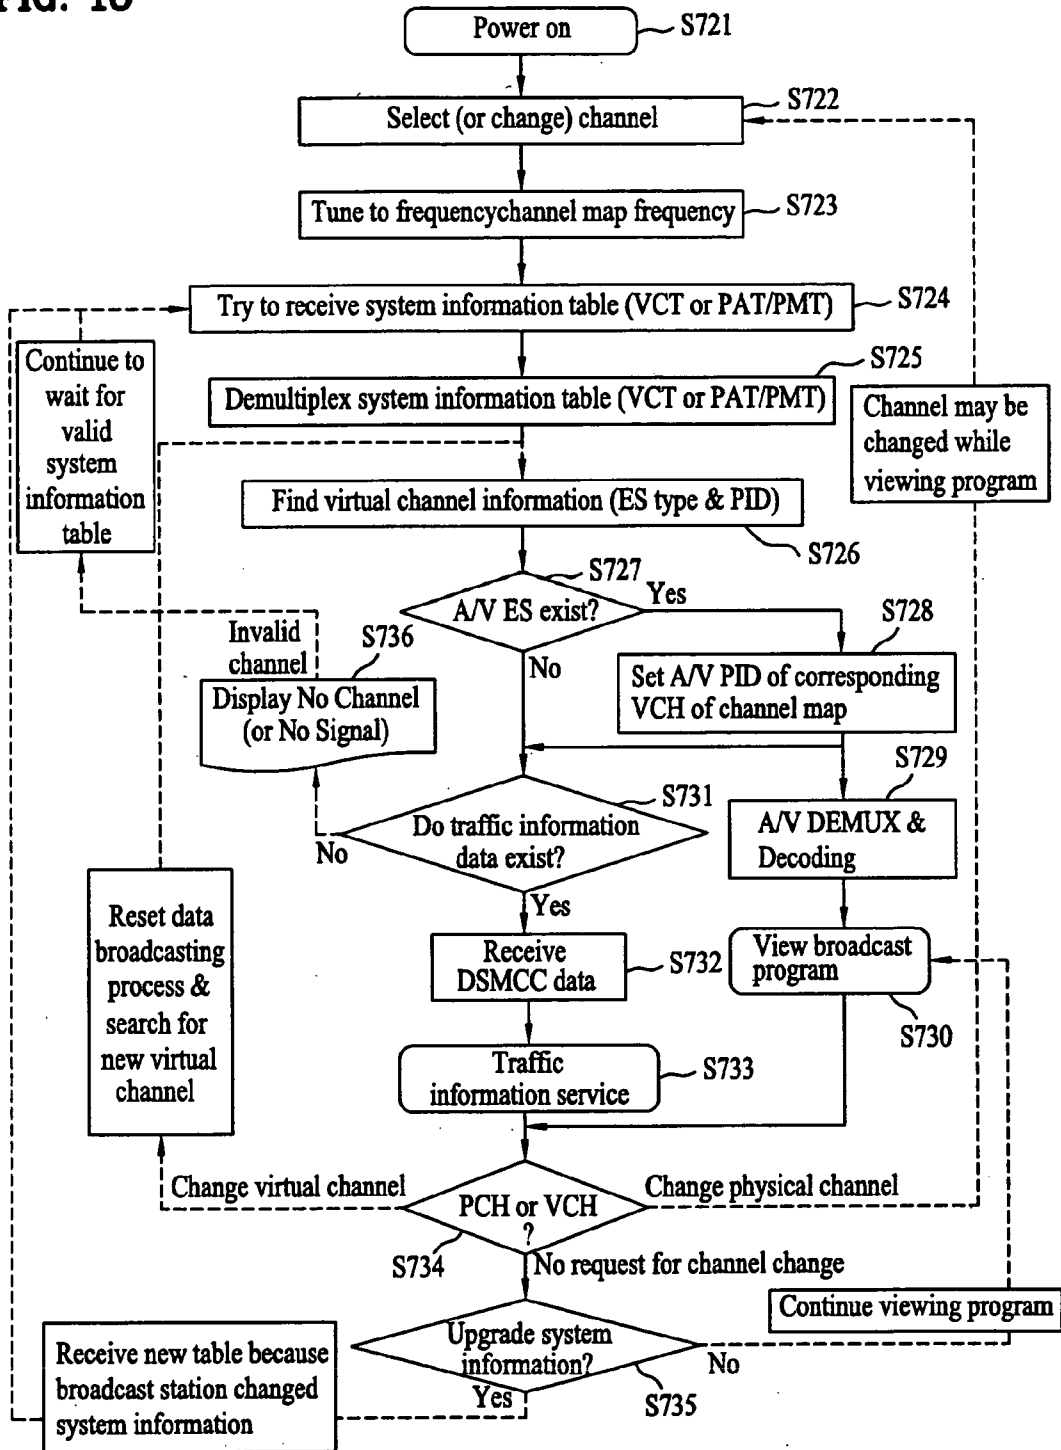 FIG. 16
Power on
S721
Select (or change) channel
S722
Tune to frequencychannel map frequency
S723
Try to receive system information table (VCT or PAT/PMT)
S724
Continue to
wait for
valid
system
information
table
Demultiplex system information table (VCT or PAT/PMT)
S725
Channel may be
changed while
viewing program
Find virtual channel information (ES type & PID)
S726
A/V ES exist?
S727
Yes
No
Invalid
channel
S736
Display No Channel
(or No Signal)
Set A/V PID of corresponding
VCH of channel map
S728
Do traffic information
data exist?
S731
No
Yes
A/V DEMUX &
Decoding
S729
Reset data
broadcasting
process &
search for
new virtual
channel
Receive
DSMCC data
S732
View broadcast
program
S730
Traffic
information service
S733
Change virtual channel
PCH or VCH
?
Change physical channel
S734
No request for channel change
Continue viewing program
Upgrade system
information?
No
Yes
S735
Receive new table because
broadcast station changed
system information